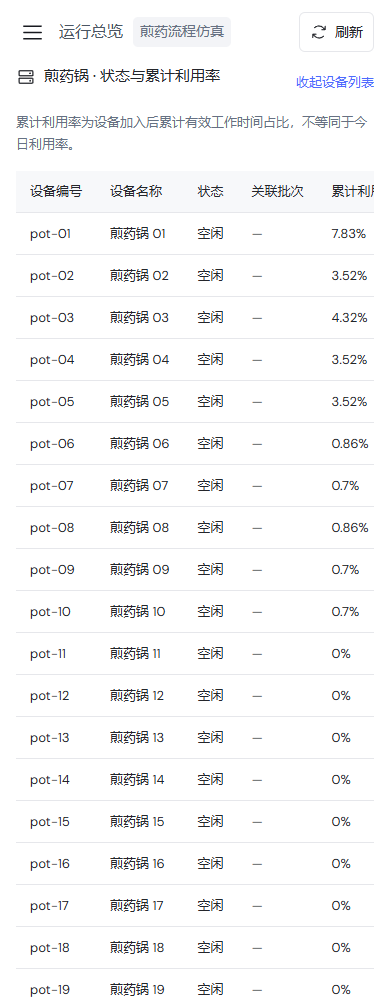 运行总览 煎药流程仿真 刷新
煎药锅 · 状态与累计利用率 收起设备列表
累计利用率为设备加入后累计有效工作时间占比，不等同于今
日利用率。
设备编号 设备名称 状态 关联批次 累计利
pot-01 煎药锅 01 空闲 — 7.83%
pot-02 煎药锅 02 空闲 — 3.52%
pot-03 煎药锅 03 空闲 — 4.32%
pot-04 煎药锅 04 空闲 — 3.52%
pot-05 煎药锅 05 空闲 — 3.52%
pot-06 煎药锅 06 空闲 — 0.86%
pot-07 煎药锅 07 空闲 — 0.7%
pot-08 煎药锅 08 空闲 — 0.86%
pot-09 煎药锅 09 空闲 — 0.7%
pot-10 煎药锅 10 空闲 — 0.7%
pot-11 煎药锅 11 空闲 — 0%
pot-12 煎药锅 12 空闲 — 0%
pot-13 煎药锅 13 空闲 — 0%
pot-14 煎药锅 14 空闲 — 0%
pot-15 煎药锅 15 空闲 — 0%
pot-16 煎药锅 16 空闲 — 0%
pot-17 煎药锅 17 空闲 — 0%
pot-18 煎药锅 18 空闲 — 0%
pot-19 煎药锅 19 空闲 — 0%